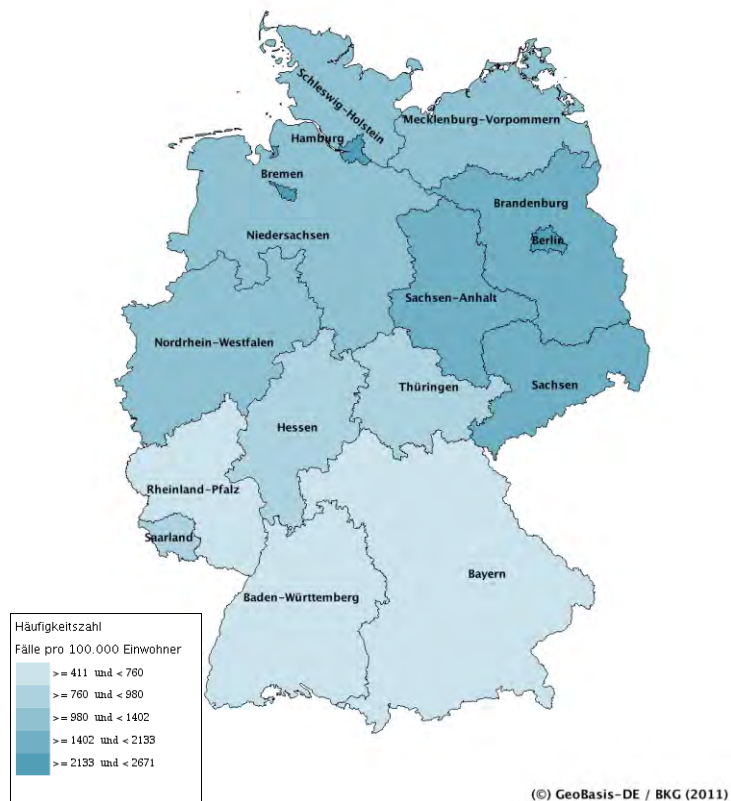 Schleswig-Holstein
Mecklenburg-Vorpommern
Hamburg
Bremen
Brandenburg
Niedersachsen
Berlin
Sachsen-Anhalt
Nordrhein-Westfalen
Thüringen
Sachsen
Hessen
Rheinland-Pfalz
Saarland
Bayern
Baden-Württemberg
Häufigkeitszahl
Fälle pro 100.000 Einwohner
>= 411 und < 760
>= 760 und < 980
>= 980 und < 1402
>= 1402 und < 2133
>= 2133 und < 2671
(©) GeoBasis-DE / BKG (2011)